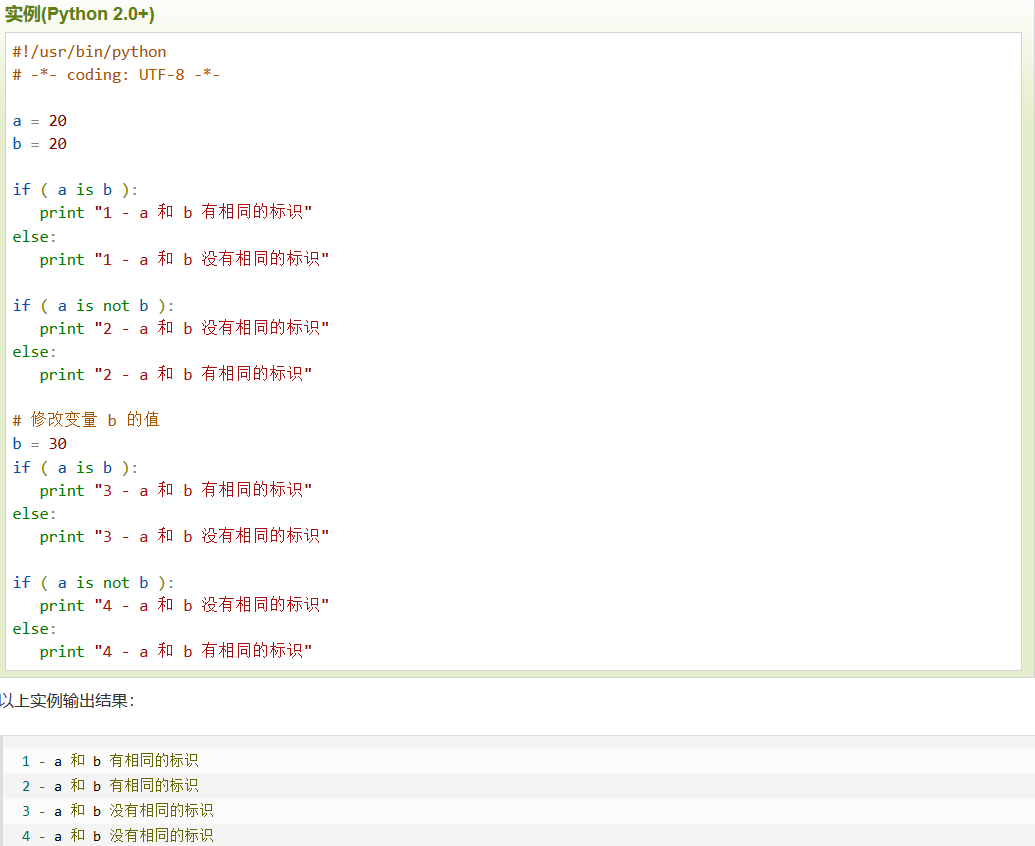 实例(Python 2.0+)
#!/usr/bin/python
# -*- coding: UTF-8 -*-
a = 20
b = 20
if ( a is b ):
   print "1 - a 和 b 有相同的标识"
else:
   print "1 - a 和 b 没有相同的标识"
if ( a is not b ):
   print "2 - a 和 b 没有相同的标识"
else:
   print "2 - a 和 b 有相同的标识"
# 修改变量 b 的值
b = 30
if ( a is b ):
   print "3 - a 和 b 有相同的标识"
else:
   print "3 - a 和 b 没有相同的标识"
if ( a is not b ):
   print "4 - a 和 b 没有相同的标识"
else:
   print "4 - a 和 b 有相同的标识"
以上实例输出结果：
1 - a 和 b 有相同的标识
2 - a 和 b 有相同的标识
3 - a 和 b 没有相同的标识
4 - a 和 b 没有相同的标识